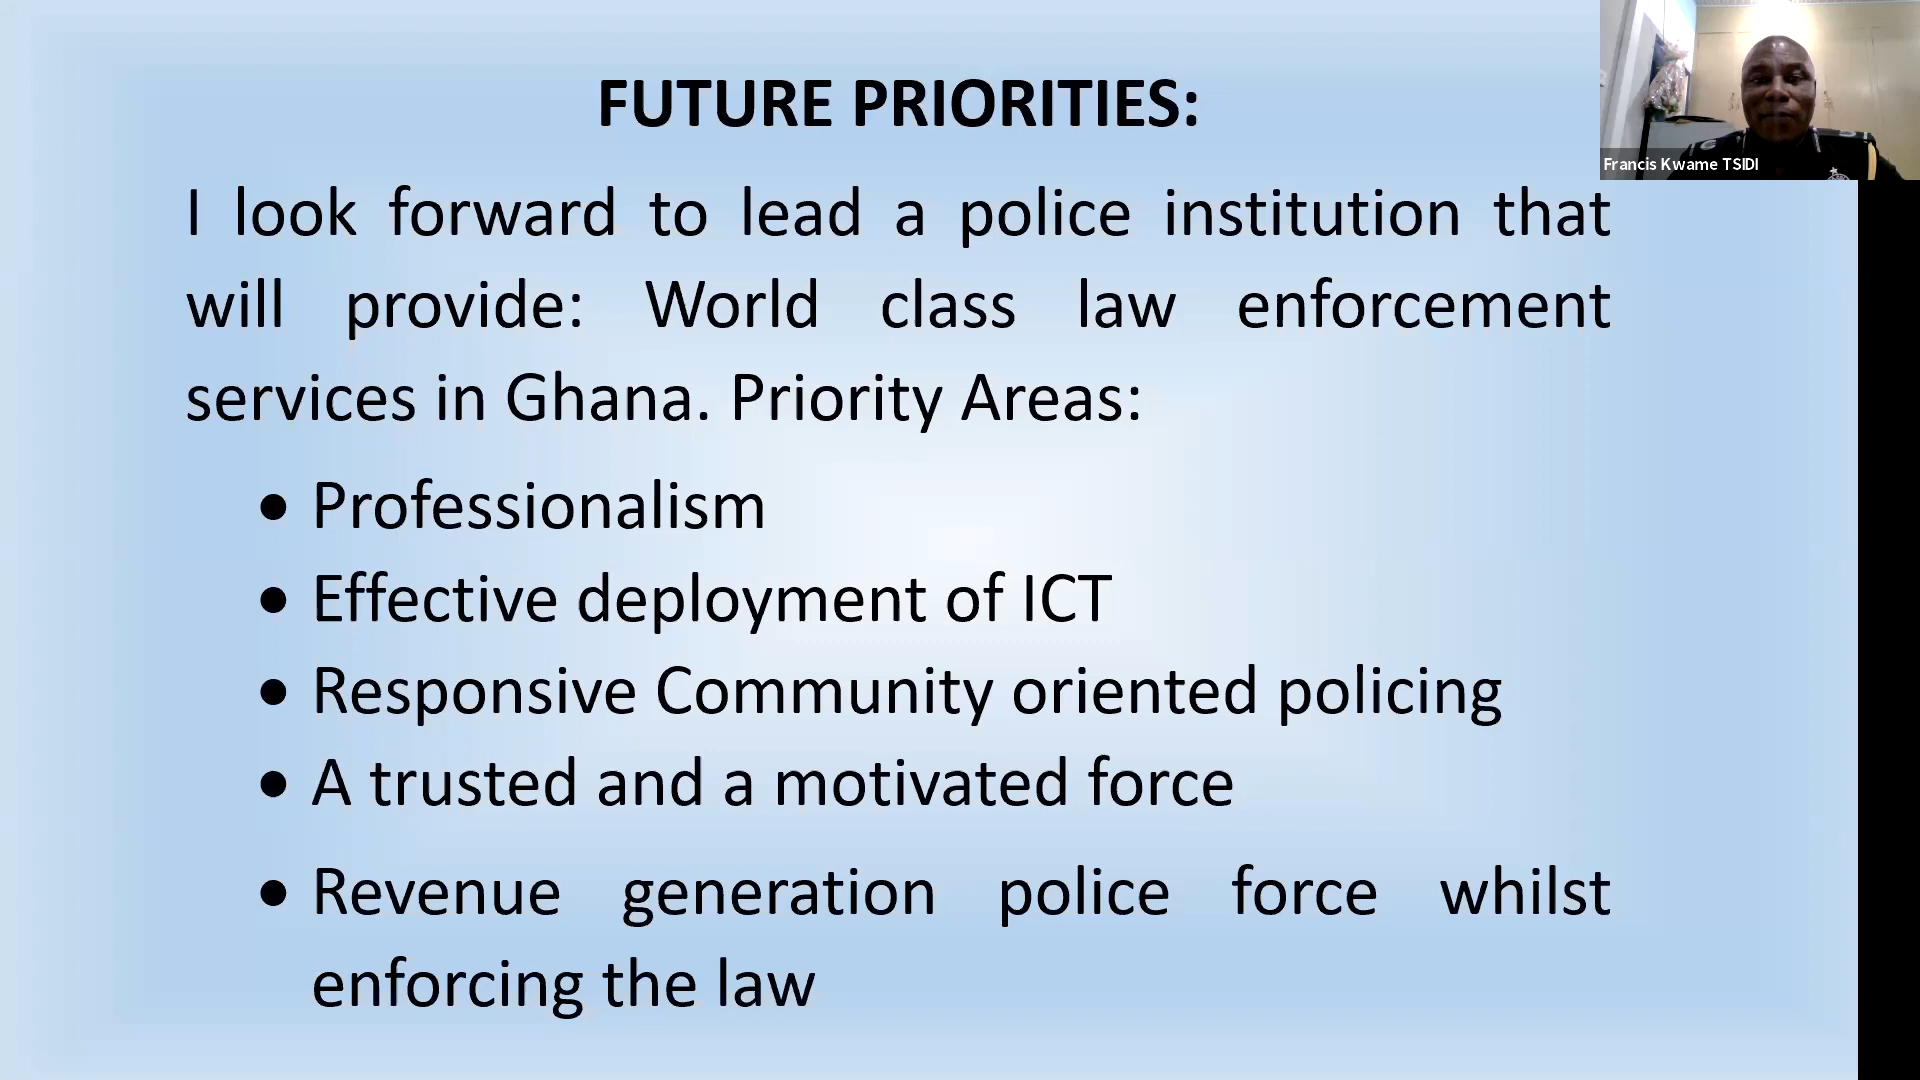 FUTURE PRIORITIES:
Francis Kwame TSIDI
I look forward to lead a police institution that
will provide: World class law enforcement
services in Ghana. Priority Areas:
• Professionalism
• Effective deployment of ICT
• Responsive Community oriented policing
• A trusted and a motivated force
• Revenue generation police force whilst
enforcing the law